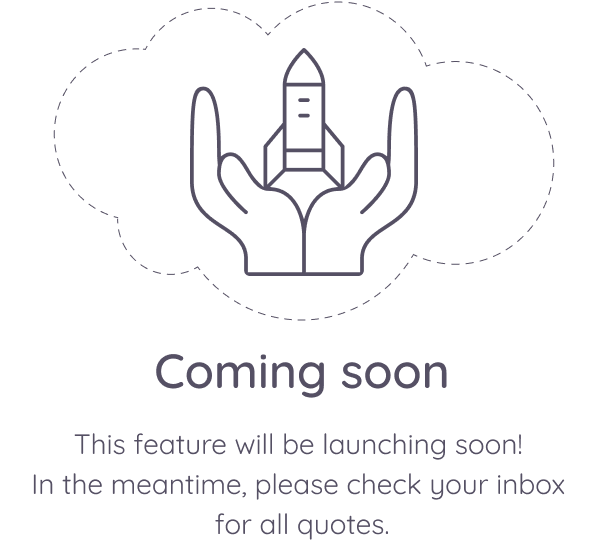 Coming soon
This feature will be launching soon!
In the meantime, please check your inbox
for all quotes.